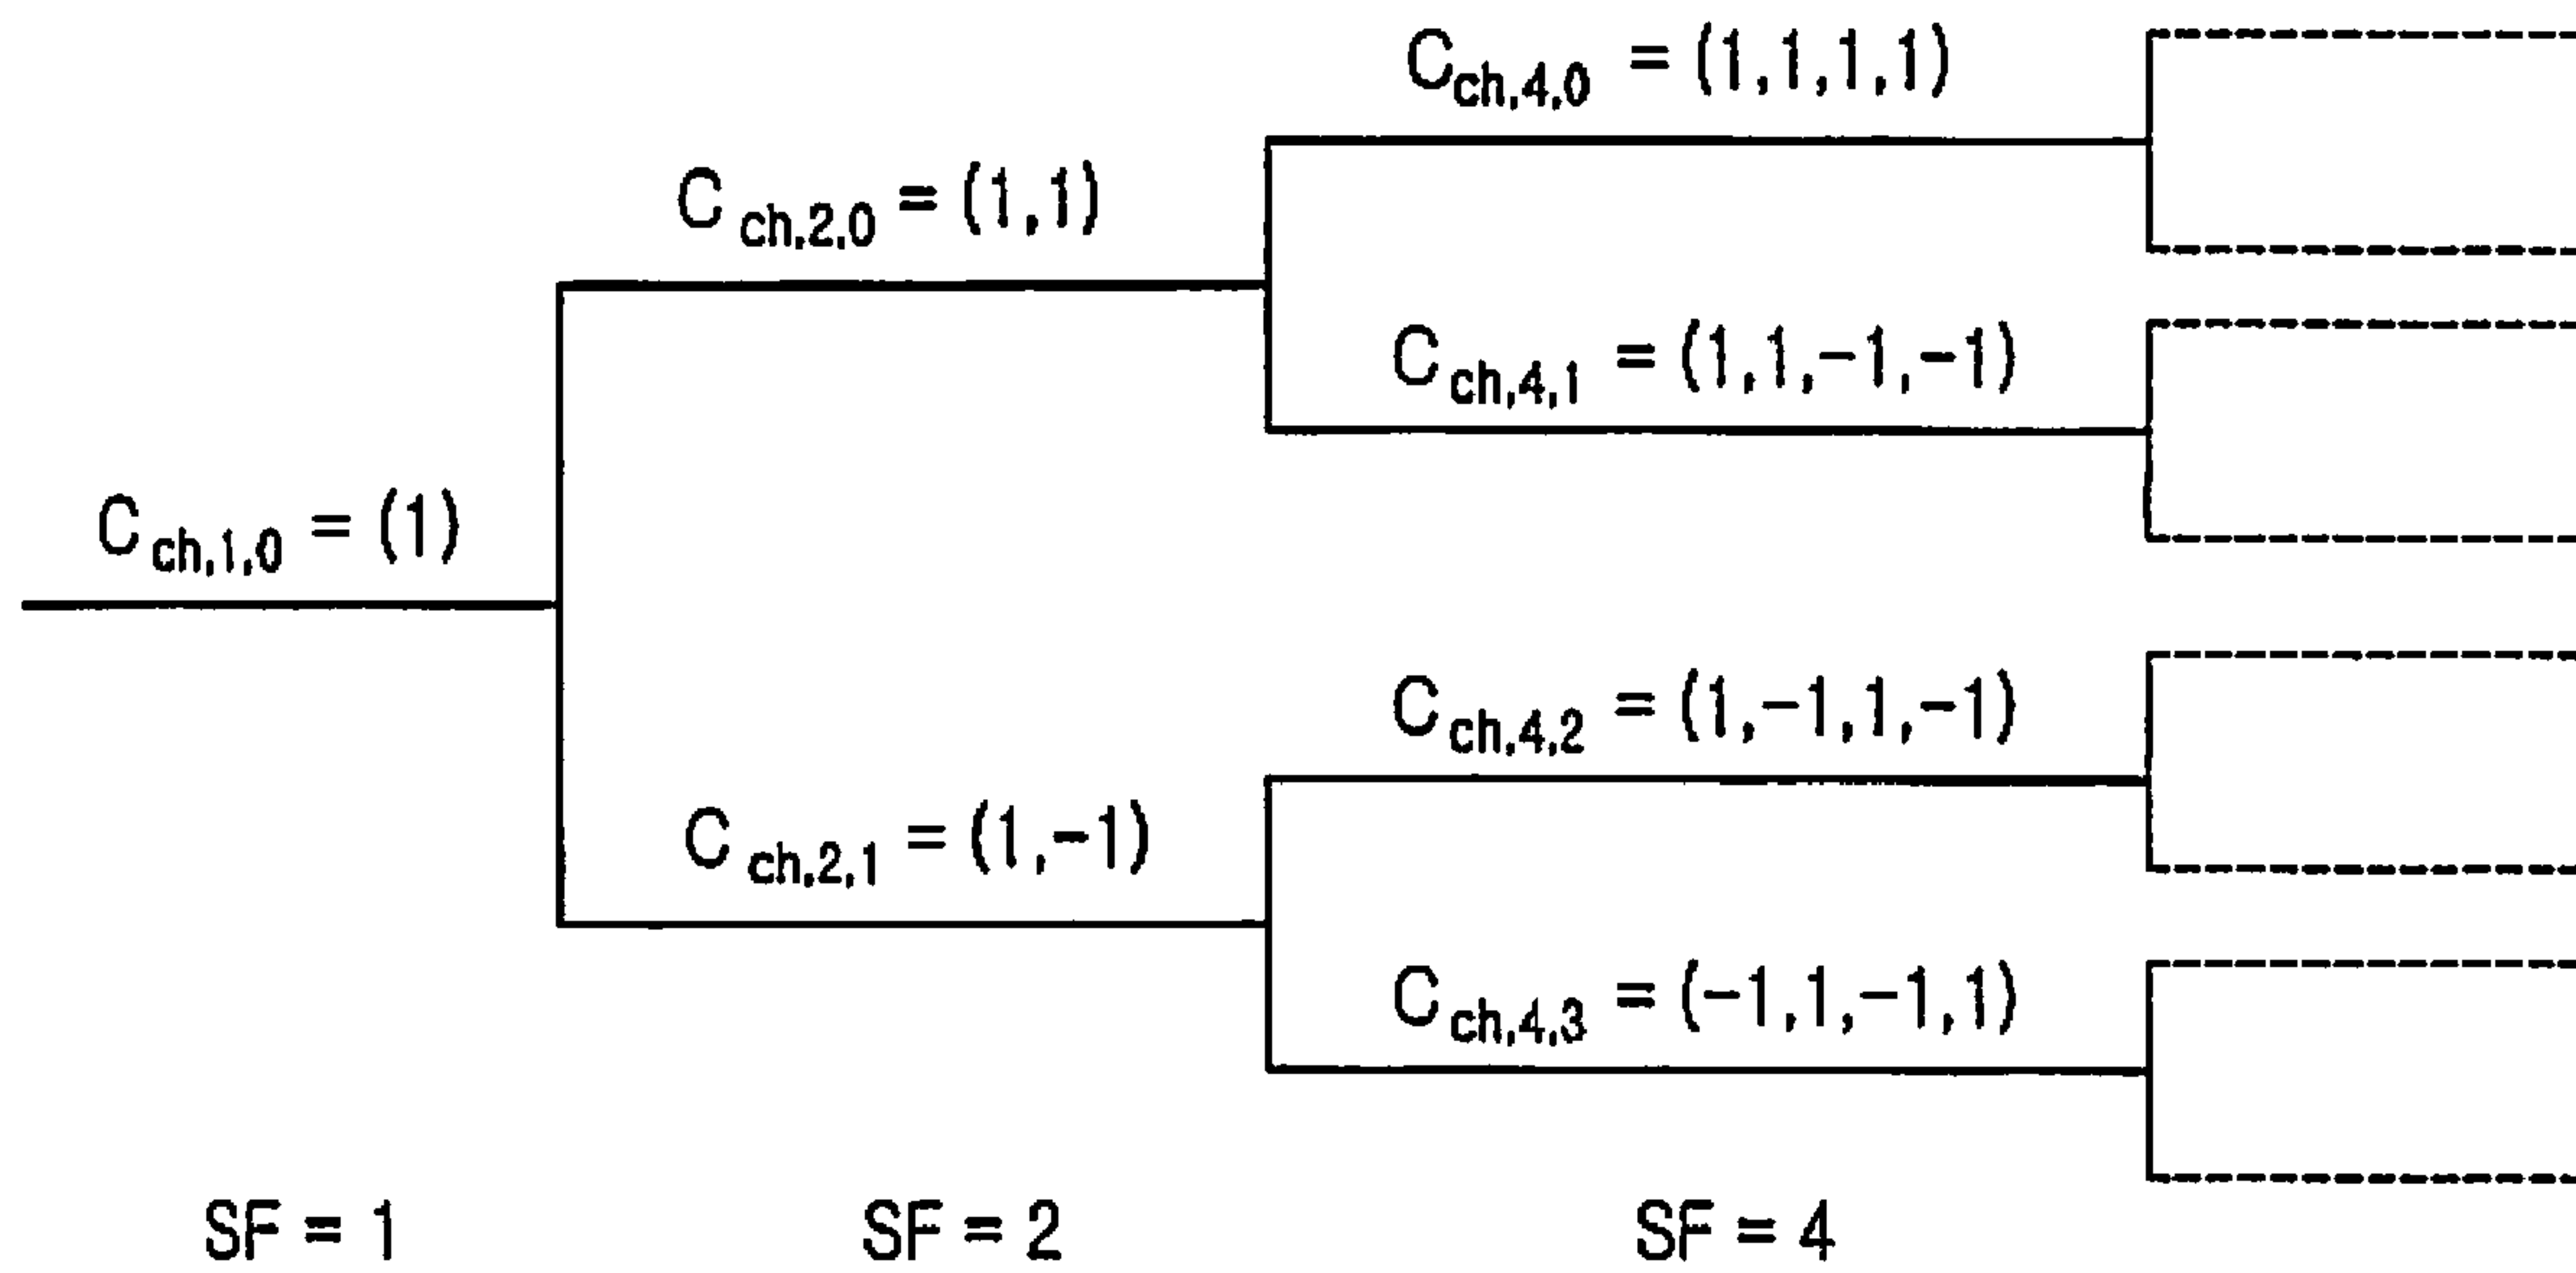 C ch,4,0 = (1,1,1,1)
C ch,2,0 = (1,1)
C ch,4,1 = (1,1,-1,-1)
C ch,1,0 = (1)
C ch,4,2 = (1,-1,1,-1)
C ch,2,1 = (1,-1)
C ch,4,3 = (-1,1,-1,1)
SF = 1
SF = 2
SF = 4